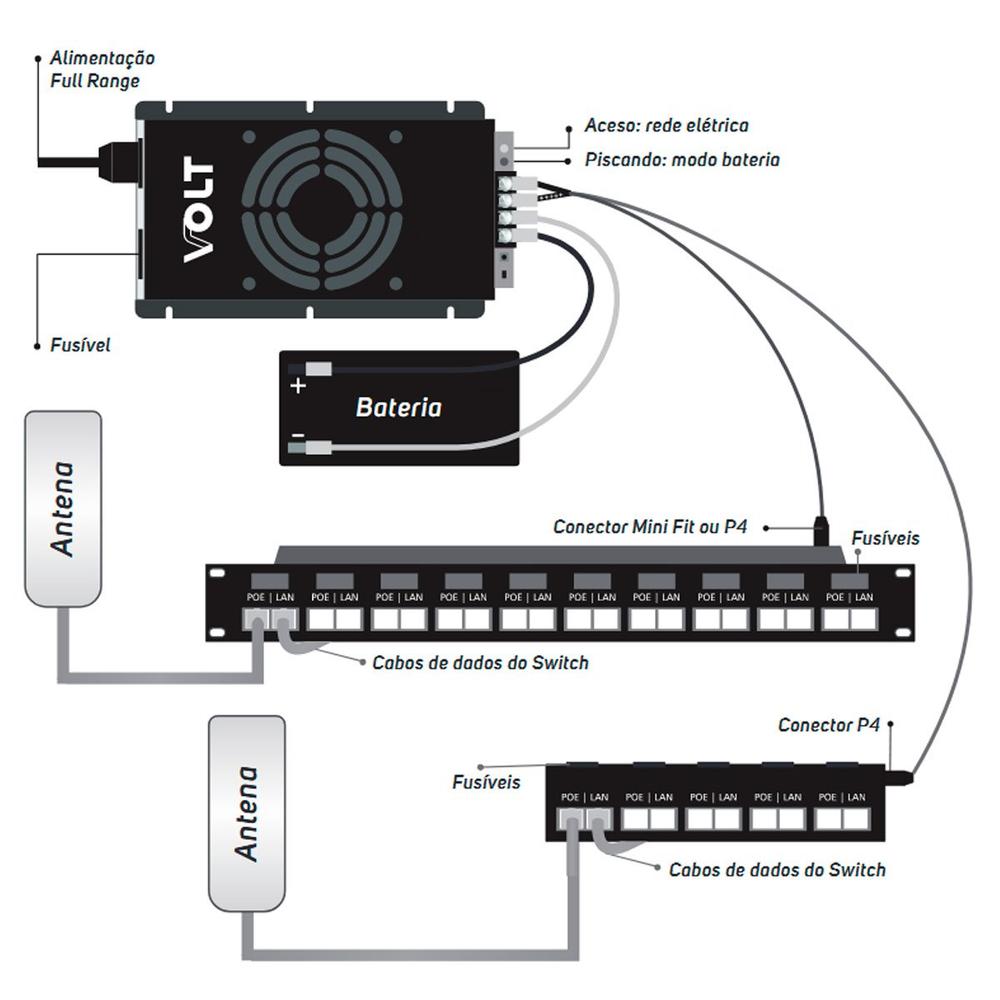 Alimentação
Full Range
Aceso: rede elétrica
Piscando: modo bateria
VOLT
Fusível
+
Bateria
-
Antena
Conector Mini Fit ou P4
Fusíveis
POE | LAN POE | LAN POE | LAN POE | LAN POE | LAN POE | LAN POE | LAN POE | LAN POE | LAN POE | LAN
Cabos de dados do Switch
Conector P4
Fusíveis
Antena
POE | LAN POE | LAN POE | LAN POE | LAN POE | LAN
Cabos de dados do Switch